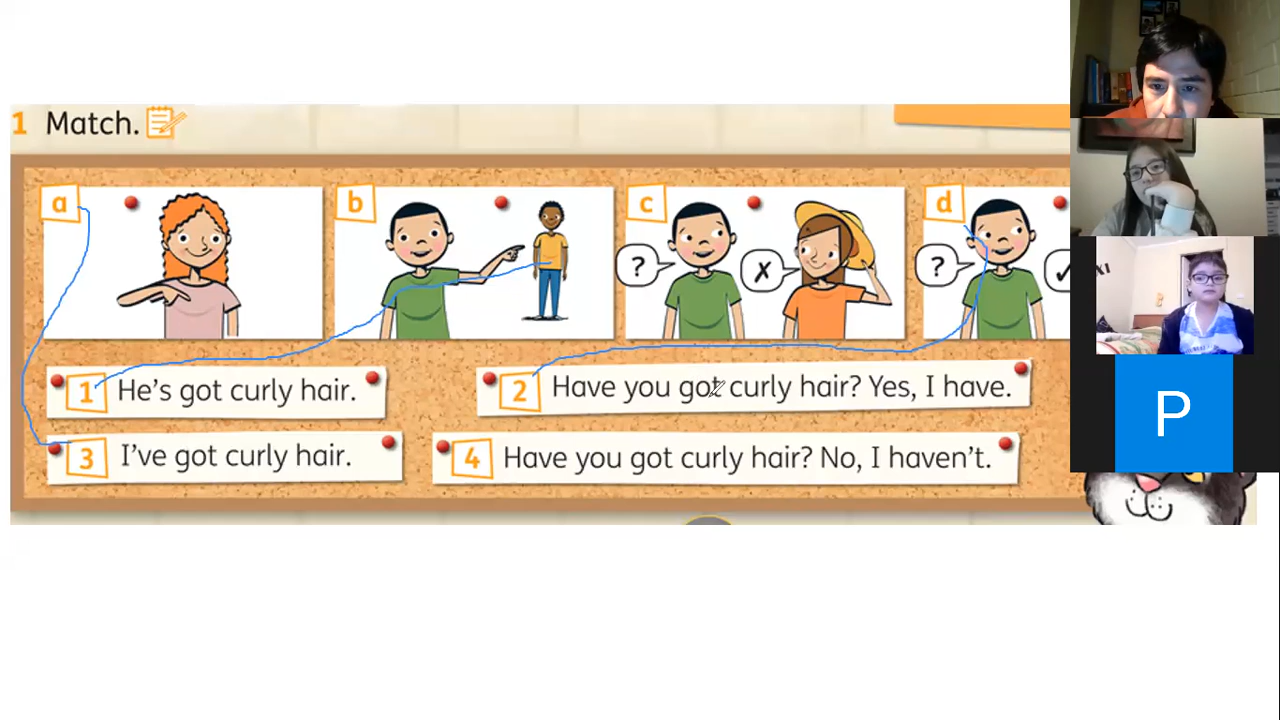 1 Match.
a
b
c
d
?
✗
?
✓
1 He's got curly hair.
2 Have you got curly hair? Yes, I have.
3 I've got curly hair.
4 Have you got curly hair? No, I haven't.
P